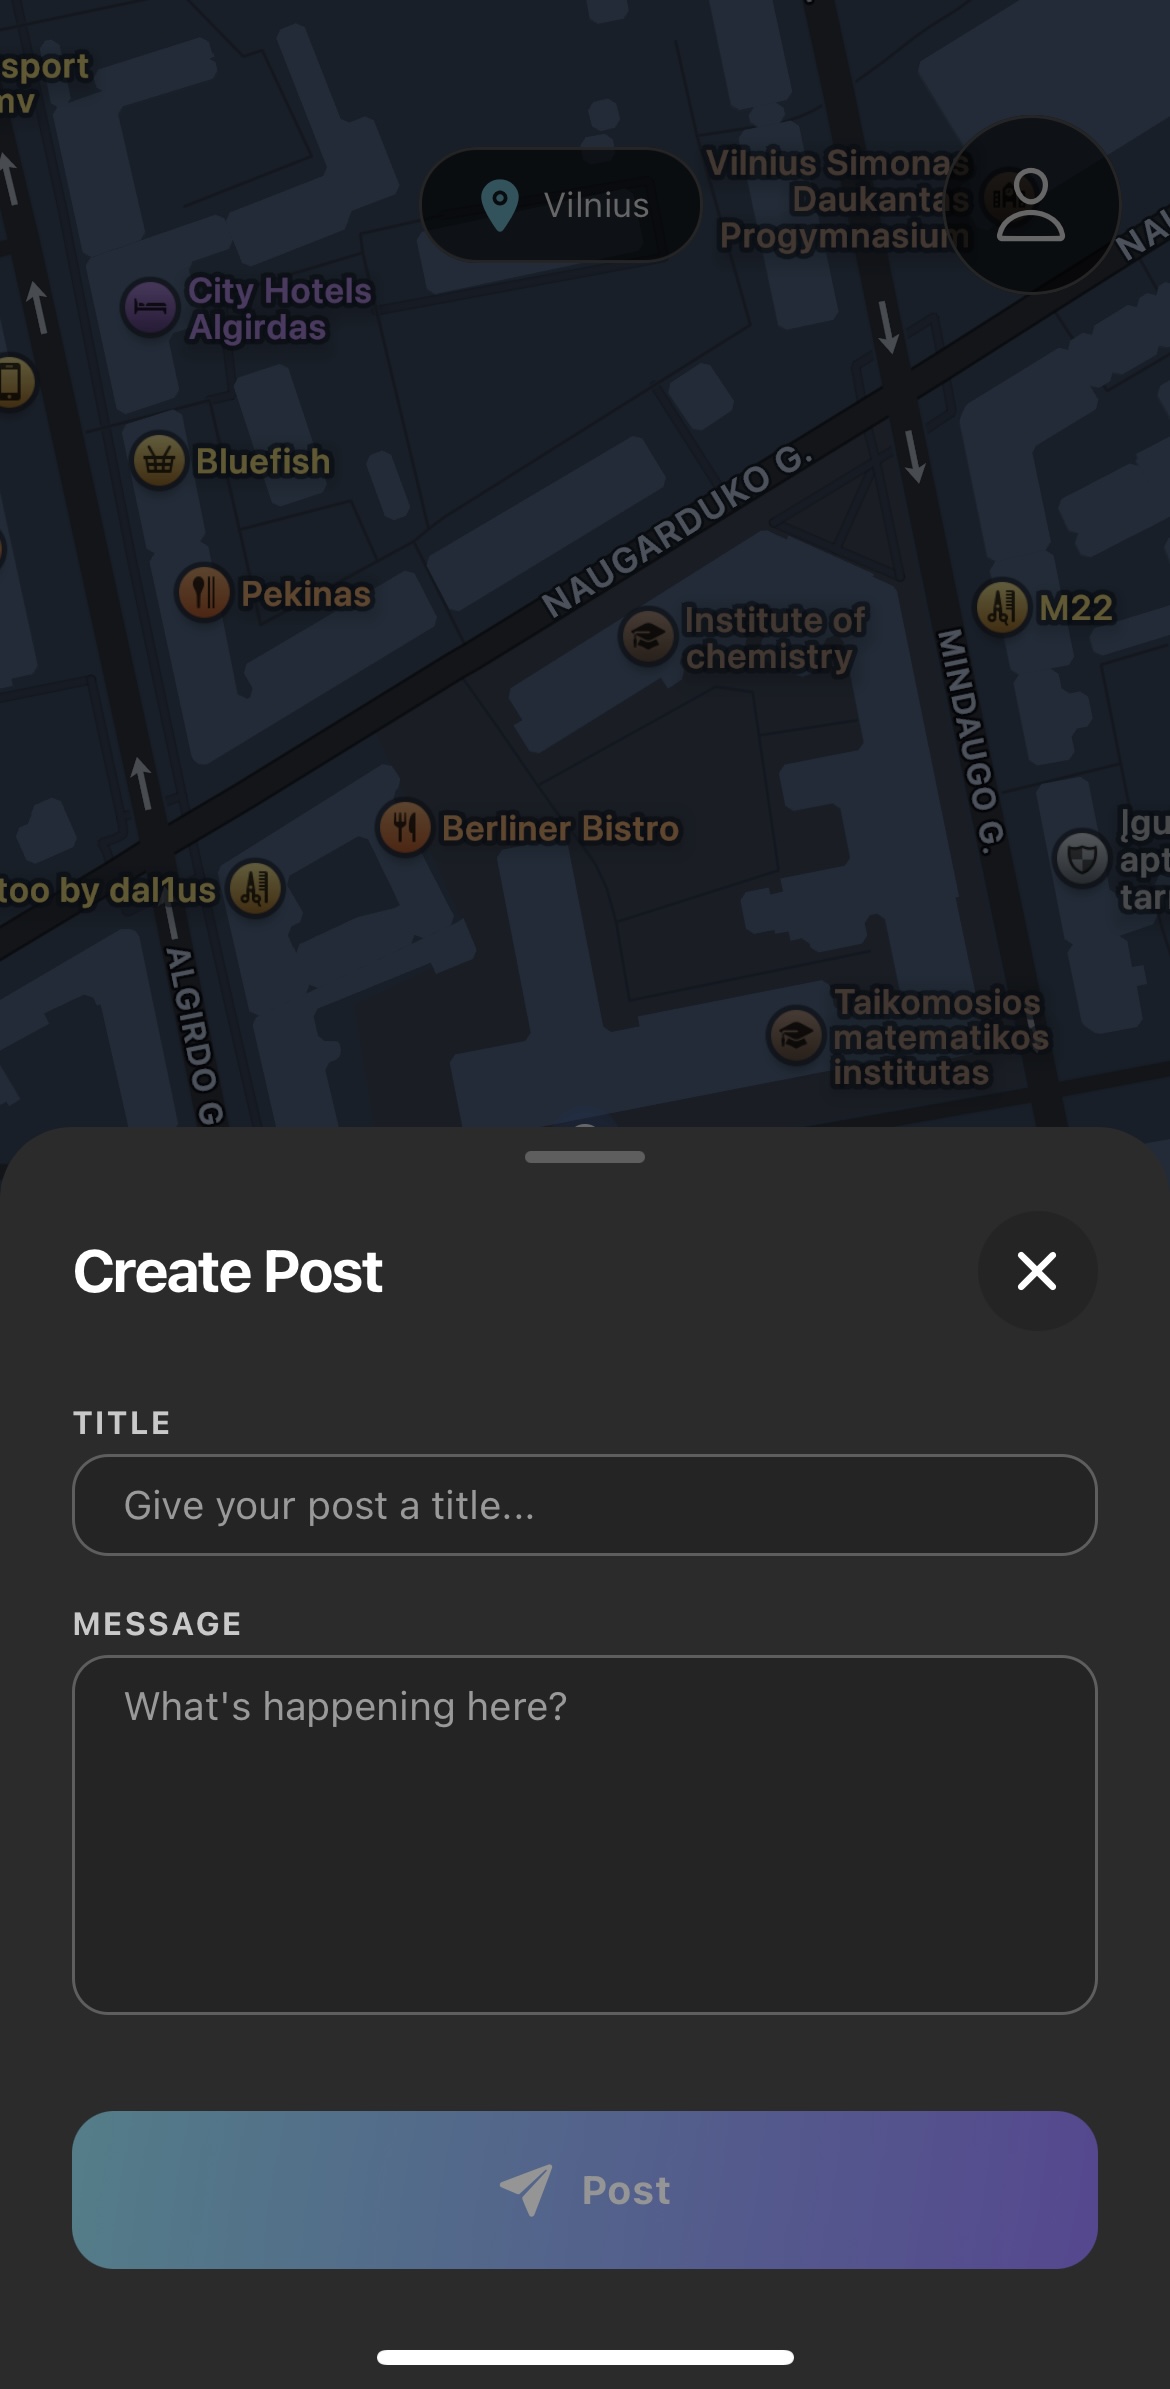 sport
mv
Vilnius
Vilnius Simonas
Daukantas
Progymnasium
City Hotels
Algirdas
Bluefish
NAUGARDUKO G.
Pekinas
Institute of
chemistry
M22
MINDAUGO G.
Berliner Bistro
too by dal1us
ALGIRDO G
Taikomosios
matematikos
institutas
Create Post
TITLE
Give your post a title...
MESSAGE
What's happening here?
Post